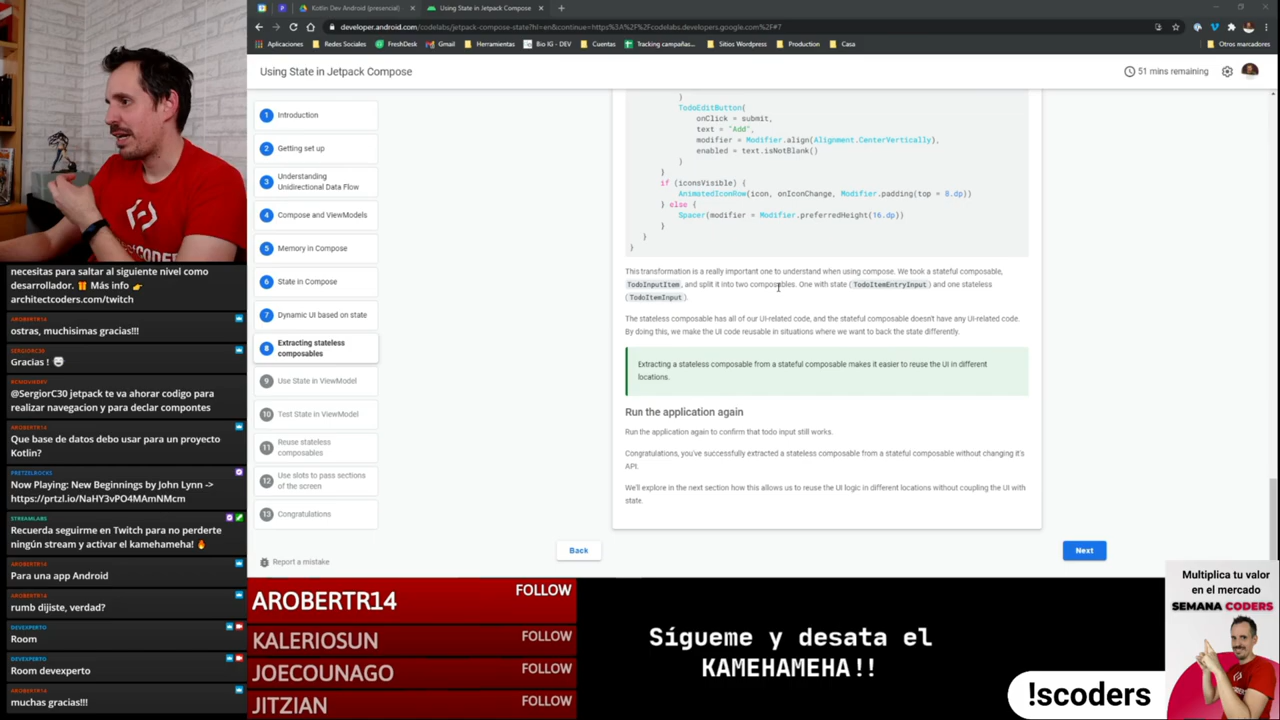 Kotlin Dev Android (presencial)
Using State in Jetpack Compose
developer.android.com/codelabs/jetpack-compose-state?hl=en&continue=https%3A%2F%2Fcodelabs.developers.google.com%2F#7
Aplicaciones
Redes Sociales
FreshDesk
Gmail
Herramientas
Bio IG - DEV
Cuentas
Tracking campañas...
Sitios Wordpress
Production
Casa
Otros marcadores
Using State in Jetpack Compose
51 mins remaining
1 Introduction
2 Getting set up
3 Understanding
Unidirectional Data Flow
4 Compose and ViewModels
5 Memory in Compose
6 State in Compose
7 Dynamic UI based on state
8 Extracting stateless
composables
9 Use State in ViewModel
10 Test State in ViewModel
11 Reuse stateless
composables
12 Use slots to pass sections
of the screen
13 Congratulations
Report a mistake
)
TodoEditButton(
onClick = submit,
text = "Add",
modifier = Modifier.align(Alignment.CenterVertically),
enabled = text.isNotBlank()
)
}
if (iconsVisible) {
AnimatedIconRow(icon, onIconChange, Modifier.padding(top = 8.dp))
} else {
Spacer(modifier = Modifier.preferredHeight(16.dp))
}
}
}
This transformation is a really important one to understand when using compose. We took a stateful composable,
TodoInputItem, and split it into two composables. One with state (TodoItemEntryInput) and one stateless
(TodoItemInput).
The stateless composable has all of our UI-related code, and the stateful composable doesn't have any UI-related code.
By doing this, we make the UI code reusable in situations where we want to back the state differently.
Extracting a stateless composable from a stateful composable makes it easier to reuse the UI in different
locations.
Run the application again
Run the application again to confirm that todo input still works.
Congratulations, you've successfully extracted a stateless composable from a stateful composable without changing it's
API.
We'll explore in the next section how this allows us to reuse the UI logic in different locations without coupling the UI with
state.
Back
Next
necesitas para saltar al siguiente nivel como
desarrollador. 🎁 Más info 👉
architectcoders.com/twitch
AROBERTR14
ostras, muchisimas gracias!!!
SERGIORC30
Gracias !
@SergiorC30 jetpack te va ahorar codigo para
realizar navegacion y para declar compontes
AROBERTR14
Que base de datos debo usar para un proyecto
Kotlin?
PRETZELROCKS
Now Playing: New Beginnings by John Lynn ->
https://prtzl.io/NaHY3vPO4MAmNMcm
STREAMLABS
Recuerda seguirme en Twitch para no perderte
ningún stream y activar el kamehameha! 🔥
AROBERTR14
Para una app Android
AROBERTR14
rumb dijiste, verdad?
DEVEXPERTO
Room
DEVEXPERTO
Room devexperto
AROBERTR14
muchas gracias!!!
AROBERTR14 FOLLOW
KALERIOSUN FOLLOW
JOECOUNAGO FOLLOW
JITZIAN FOLLOW
Sígueme y desata el
KAMEHAMEHA!!
Multiplica tu valor
en el mercado
SEMANA CODERS
!scoders